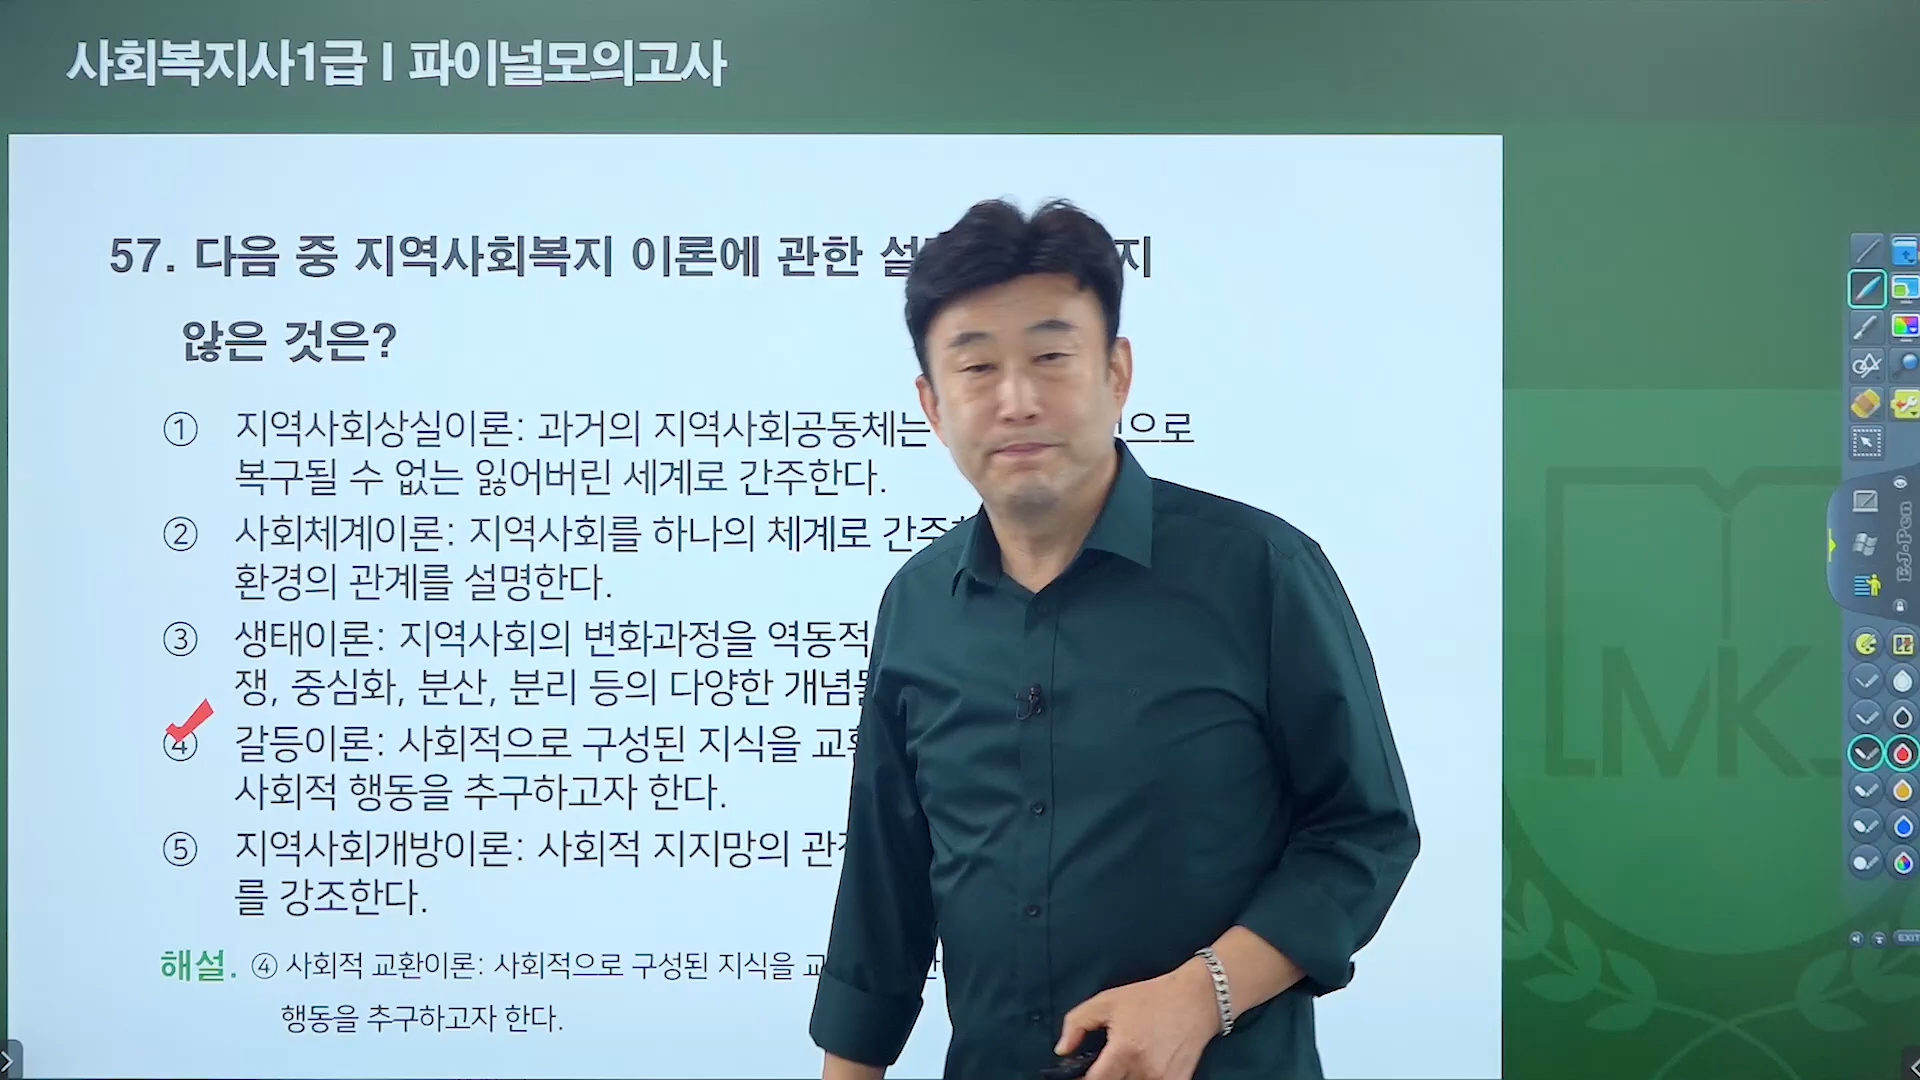 사회복지사1급 I 파이널모의고사
57. 다음 중 지역사회복지 이론에 관한 지
않은 것은?
① 지역사회상실이론: 과거의 지역사회공동체는 으로
복구될 수 없는 잃어버린 세계로 간주한다.
② 사회체계이론: 지역사회를 하나의 체계로
환경의 관계를 설명한다.
③ 생태이론: 지역사회의 변화과정을 역동적
쟁, 중심화, 분산, 분리 등의 다양한
④ 갈등이론: 사회적으로 구성된 지식을
사회적 행동을 추구하고자 한다.
⑤ 지역사회개방이론: 사회적 지지망의
를 강조한다.
해설. ④ 사회적 교환이론: 사회적으로 구성된 지식을
행동을 추구하고자 한다.
MK
EJ-Pen
EXIT